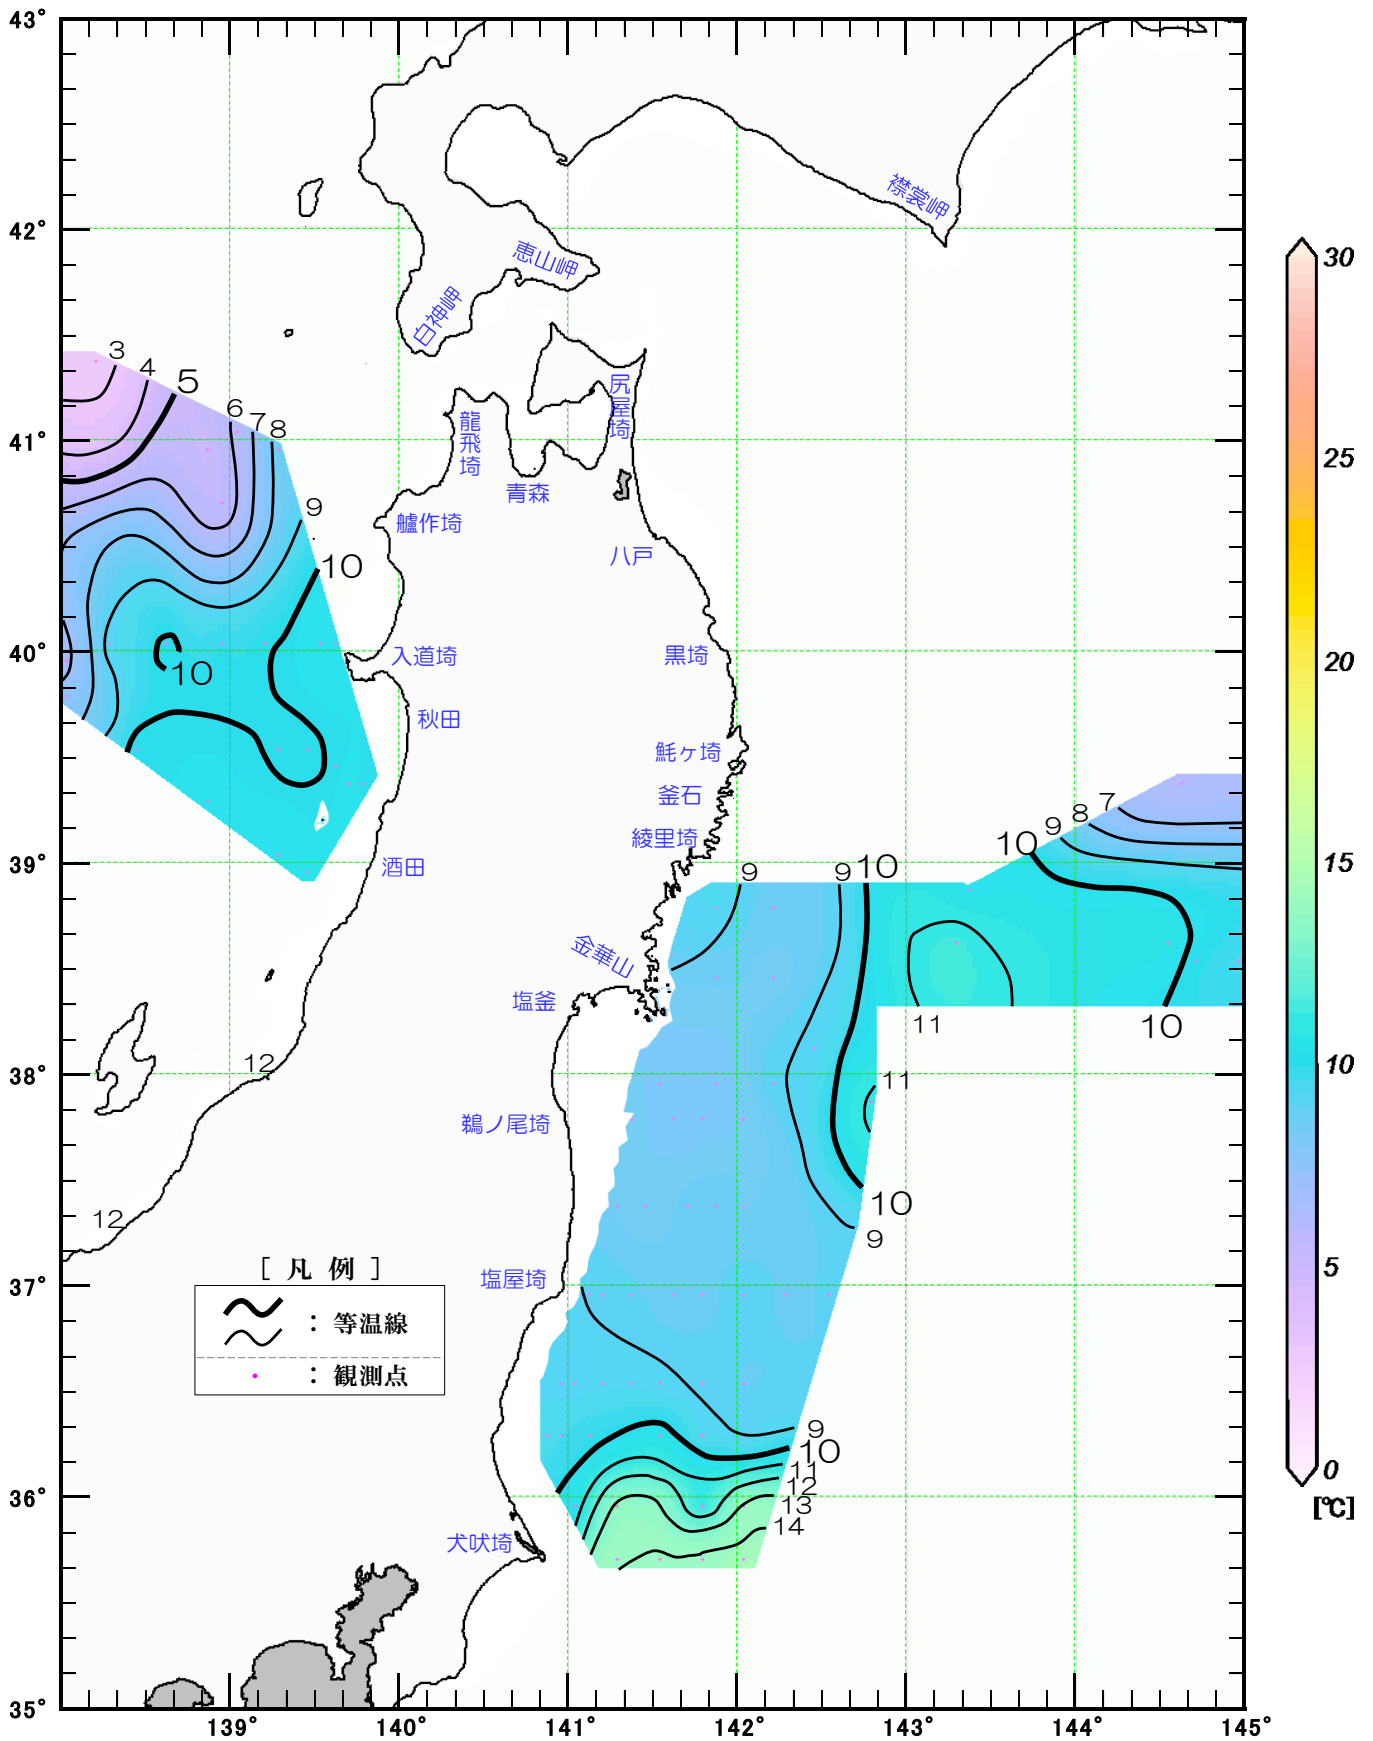 43°
42°
41°
40°
39°
38°
37°
36°
35°
139°
140°
141°
142°
143°
144°
145°
襟裳岬
恵山岬
白神岬
尻屋埼
龍飛埼
青森
艫作埼
八戸
入道埼
黒埼
秋田
魹ヶ埼
釜石
綾里埼
酒田
金華山
塩釜
鵜ノ尾埼
塩屋埼
犬吠埼
3
4
5
6
7
8
9
10
10
9
9
10
10
9
8
7
11
10
11
10
9
12
12
9
10
11
12
13
14
[ 凡 例 ]
: 等温線
: 観測点
30
25
20
15
10
5
0
[℃]